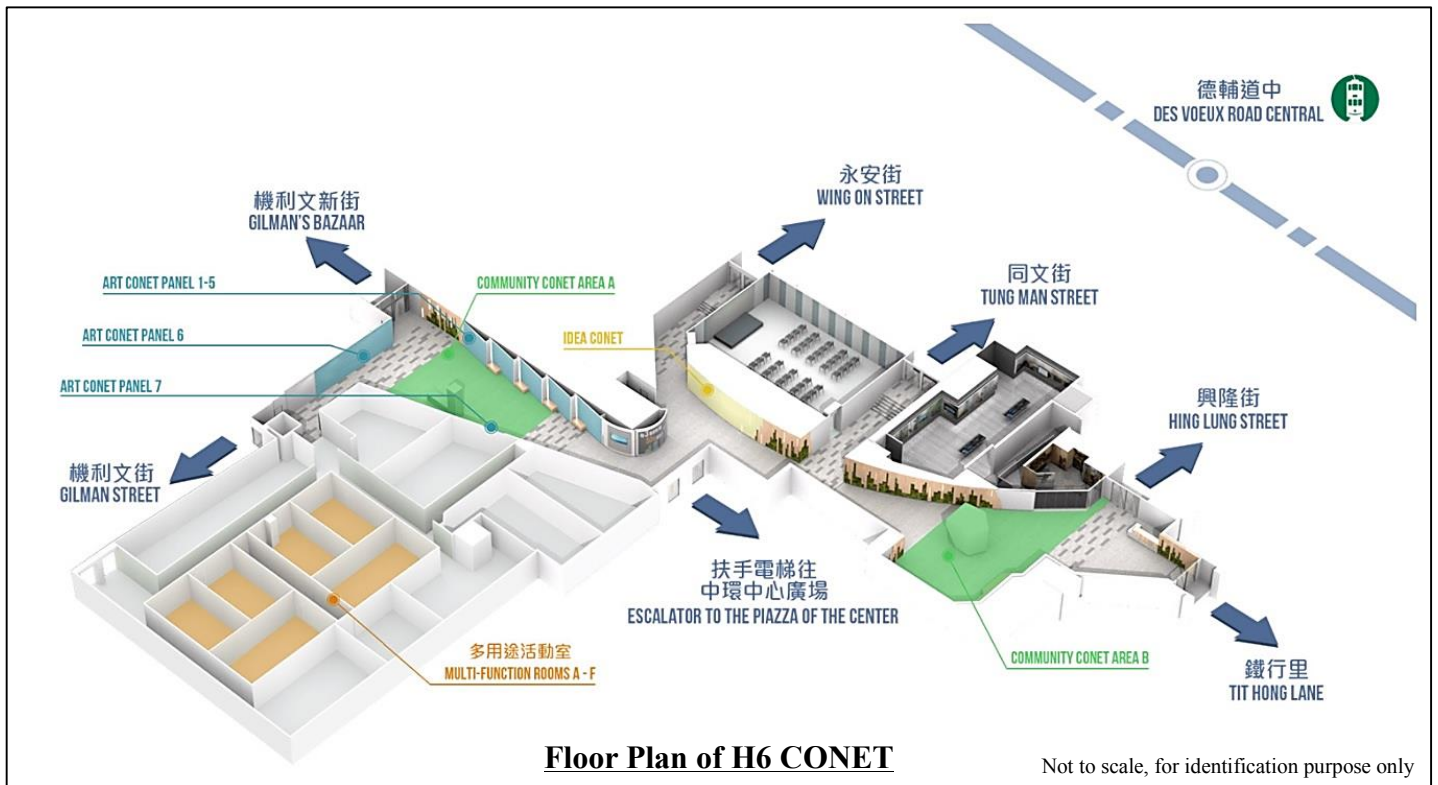 德輔道中
DES VOEUX ROAD CENTRAL
永安街
WING ON STREET
機利文新街
GILMAN'S BAZAAR
同文街
TUNG MAN STREET
ART CONET PANEL 1-5
COMMUNITY CONET AREA A
ART CONET PANEL 6
IDEA CONET
ART CONET PANEL 7
興隆街
HING LUNG STREET
機利文街
GILMAN STREET
扶手電梯往
中環中心廣場
ESCALATOR TO THE PIAZZA OF THE CENTER
多用途活動室
MULTI-FUNCTION ROOMS A - F
COMMUNITY CONET AREA B
鐵行里
TIT HONG LANE
Floor Plan of H6 CONET
Not to scale, for identification purpose only